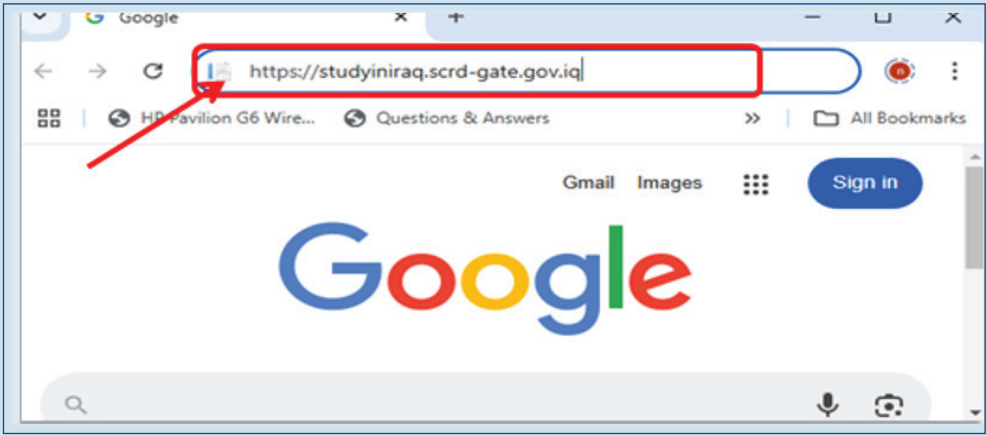 Google
https://studyiniraq.scrd-gate.gov.iq
HP Pavilion G6 Wire... Questions & Answers >> All Bookmarks
Gmail Images Sign in
Google